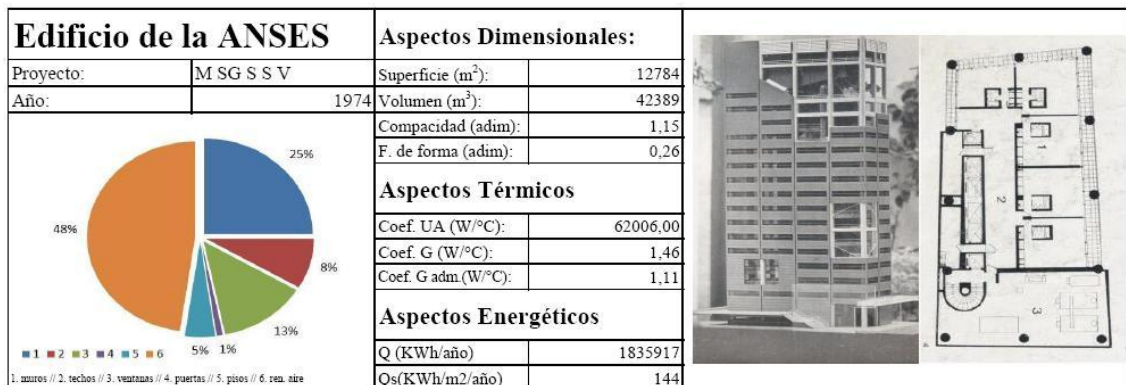 Edificio de la ANSES
Proyecto: M SG S S V
Año: 1974
25%
8%
13%
1%
5%
48%
1 2 3 4 5 6
1. muros // 2. techos // 3. ventanas // 4. puertas // 5. pisos // 6. ren. aire
Aspectos Dimensionales:
Superficie (m²): 12784
Volumen (m³): 42389
Compacidad (adim): 1,15
F. de forma (adim): 0,26
Aspectos Térmicos
Coef. UA (W/°C): 62006,00
Coef. G (W/°C): 1,46
Coef. G adm.(W/°C): 1,11
Aspectos Energéticos
Q (KWh/año) 1835917
Qs(KWh/m2/año) 144
1
2
3
4